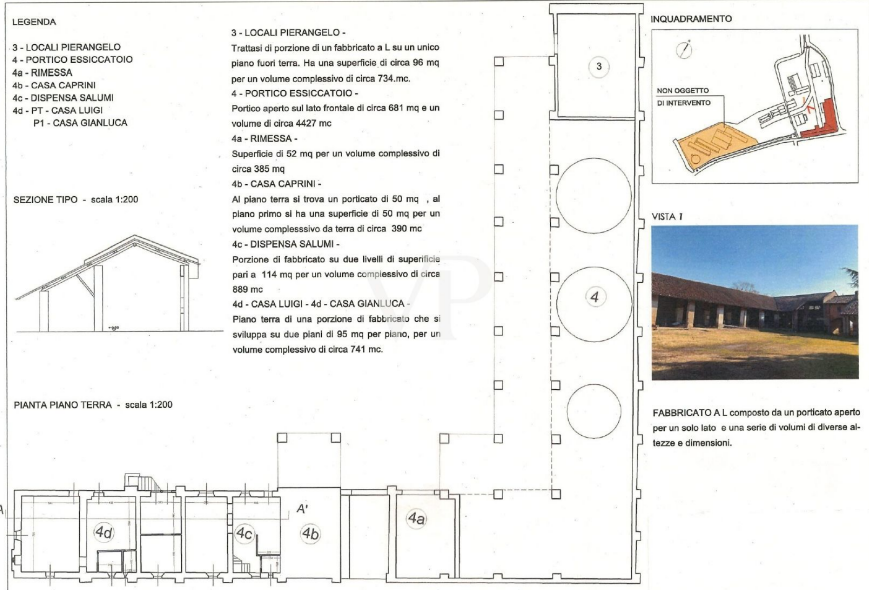 LEGENDA
3 - LOCALI PIERANGELO
4 - PORTICO ESSICCATOIO
4a - RIMESSA
4b - CASA CAPRINI
4c - DISPENSA SALUMI
4d - PT - CASA LUIGI
P1 - CASA GIANLUCA
SEZIONE TIPO - scala 1:200
PIANTA PIANO TERRA - scala 1:200
3 - LOCALI PIERANGELO -
Trattasi di porzione di un fabbricato a L su un unico
piano fuori terra. Ha una superficie di circa 96 mq
per un volume complessivo di circa 734.mc.
4 - PORTICO ESSICCATOIO -
Portico aperto sul lato frontale di circa 681 mq e un
volume di circa 4427 mc
4a - RIMESSA -
Superficie di 52 mq per un volume complessivo di
circa 385 mq
4b - CASA CAPRINI -
Al piano terra si trova un porticato di 50 mq , al
piano primo si ha una superficie di 50 mq per un
volume complesssivo da terra di circa 390 mc
4c - DISPENSA SALUMI -
Porzione di fabbricato su due livelli di superificie
pari a 114 mq per un volume complessivo di circa
889 mc
4d - CASA LUIGI - 4d - CASA GIANLUCA -
Piano terra di una porzione di fabbricato che si
sviluppa su due piani di 95 mq per piano, per un
volume complessivo di circa 741 mc.
VP
3
4
A
A'
4d
4c
4b
4a
INQUADRAMENTO
NON OGGETTO
DI INTERVENTO
1
VISTA 1
FABBRICATO A L composto da un porticato aperto
per un solo lato e una serie di volumi di diverse al-
tezze e dimensioni.